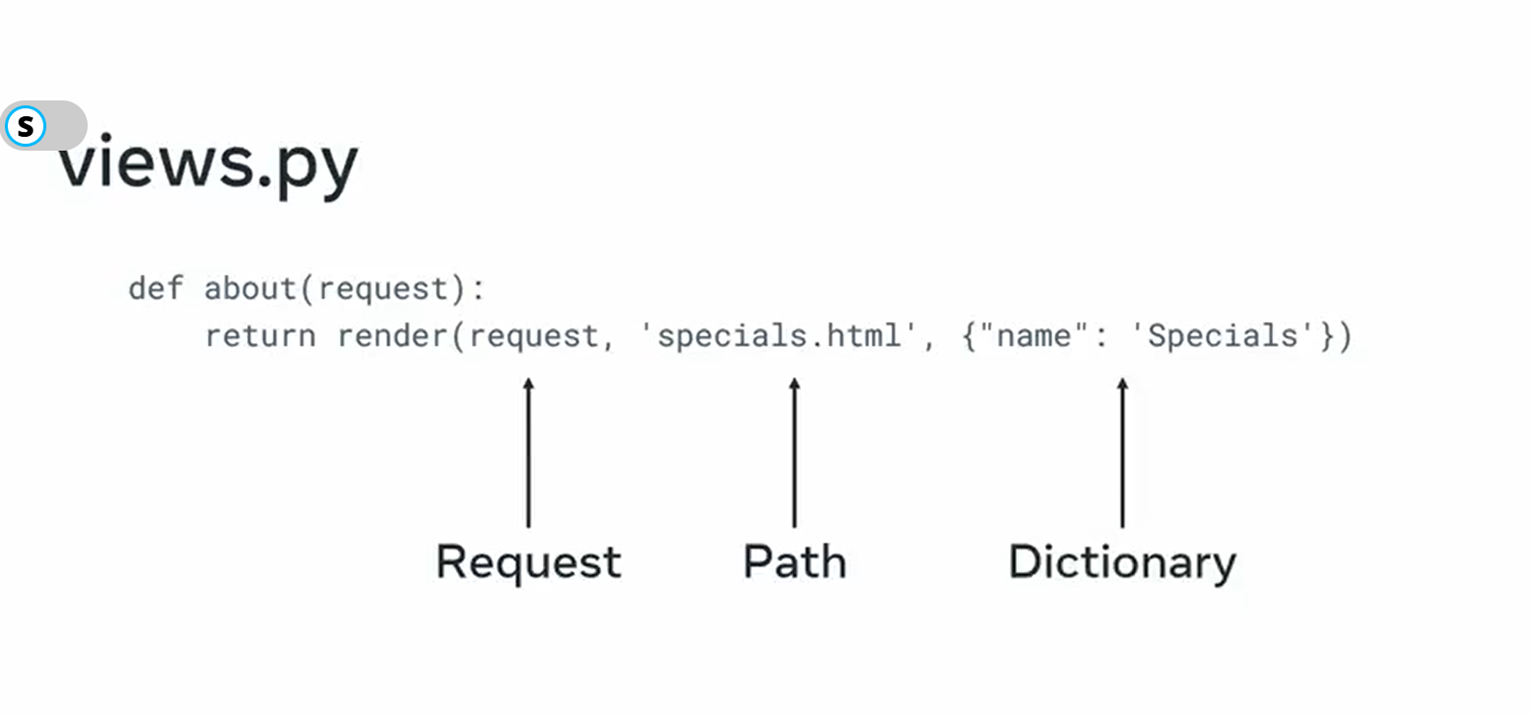 S
views.py
def about(request):
    return render(request, 'specials.html', {"name": 'Specials'})
Request Path Dictionary